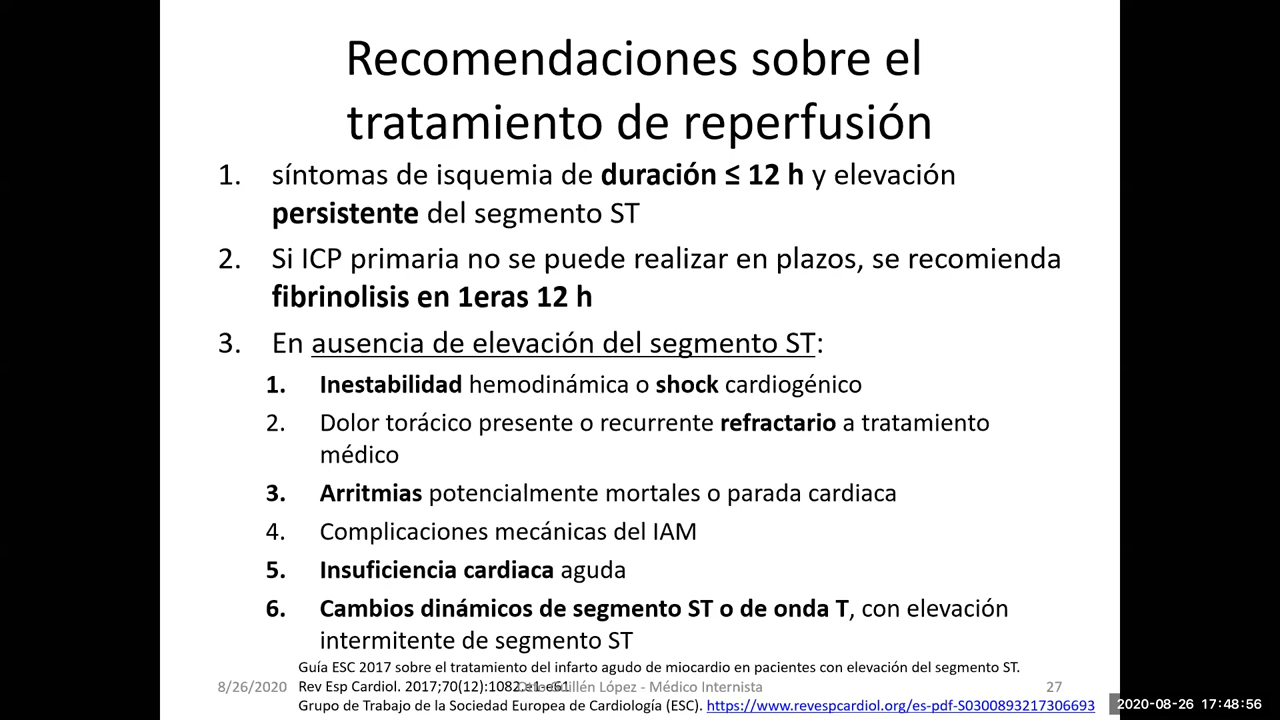 Recomendaciones sobre el
tratamiento de reperfusión
1. síntomas de isquemia de duración ≤ 12 h y elevación
persistente del segmento ST
2. Si ICP primaria no se puede realizar en plazos, se recomienda
fibrinolisis en 1eras 12 h
3. En ausencia de elevación del segmento ST:
1. Inestabilidad hemodinámica o shock cardiogénico
2. Dolor torácico presente o recurrente refractario a tratamiento
médico
3. Arritmias potencialmente mortales o parada cardiaca
4. Complicaciones mecánicas del IAM
5. Insuficiencia cardiaca aguda
6. Cambios dinámicos de segmento ST o de onda T, con elevación
intermitente de segmento ST
Guía ESC 2017 sobre el tratamiento del infarto agudo de miocardio en pacientes con elevación del segmento ST.
Rev Esp Cardiol. 2017;70(12):1082.e1-e61
8/26/2020 Guillén López - Médico Internista 27
Grupo de Trabajo de la Sociedad Europea de Cardiología (ESC). https://www.revespcardiol.org/es-pdf-S0300893217306693
2020-08-26 17:48:56